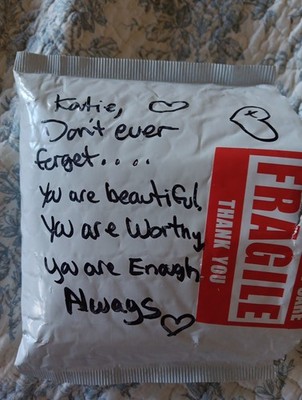 Katie,
Don't ever
forget....
You are beautiful,
You are Worthy
you are Enough.
Always
FRAGILE
THANK YOU